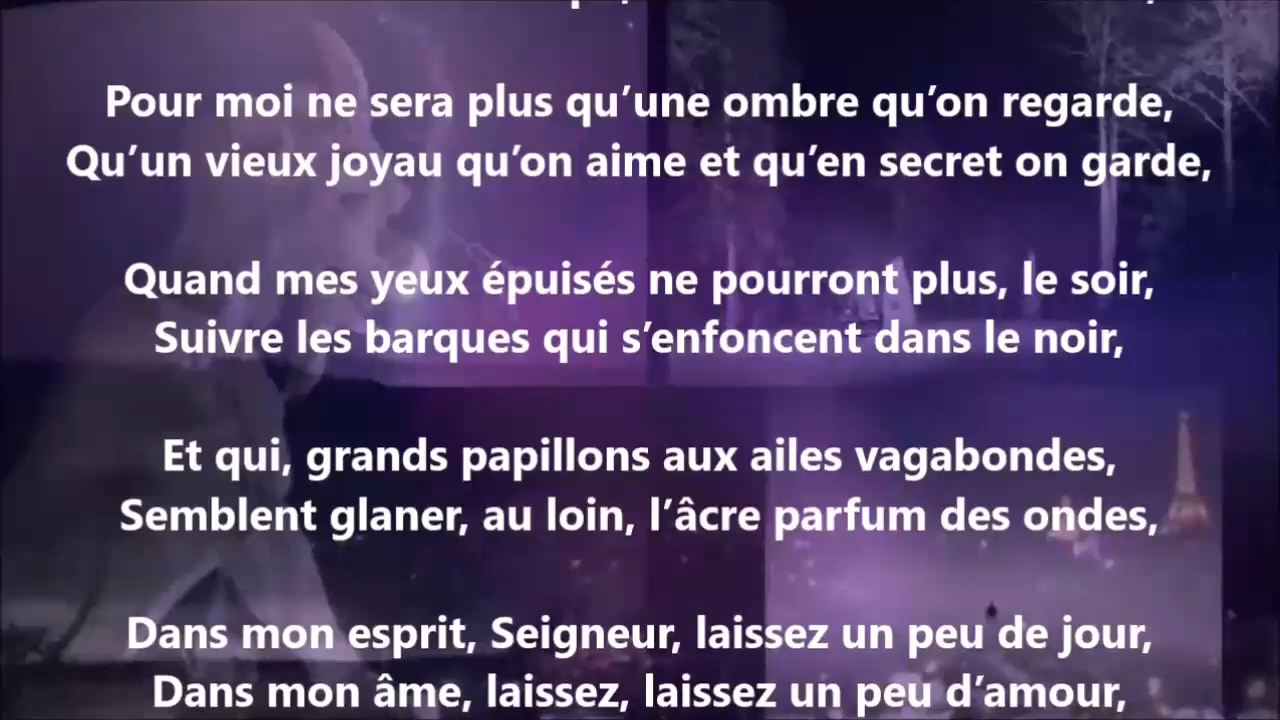 Pour moi ne sera plus qu’une ombre qu’on regarde,
Qu’un vieux joyau qu’on aime et qu’en secret on garde,
Quand mes yeux épuisés ne pourront plus, le soir,
Suivre les barques qui s’enfoncent dans le noir,
Et qui, grands papillons aux ailes vagabondes,
Semblent glaner, au loin, l’âcre parfum des ondes,
Dans mon esprit, Seigneur, laissez un peu de jour,
Dans mon âme, laissez, laissez un peu d’amour,